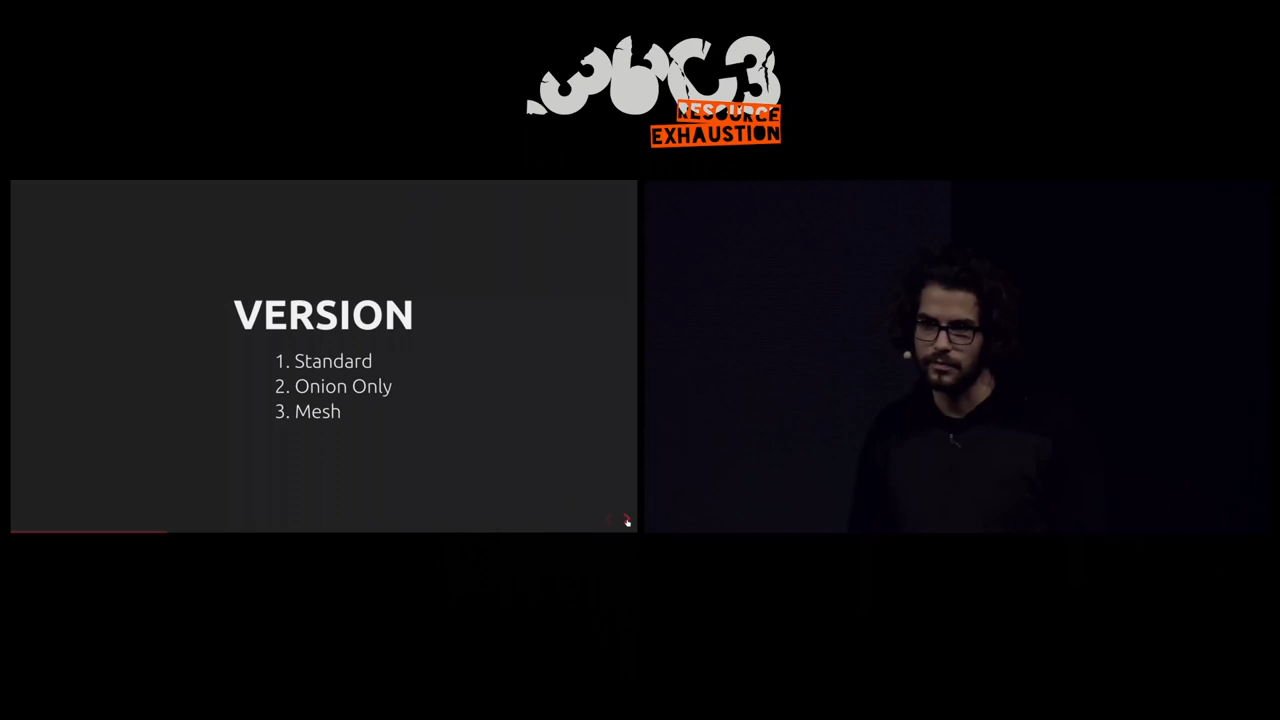 36C3
RESOURCE
EXHAUSTION
VERSION
1. Standard
2. Onion Only
3. Mesh